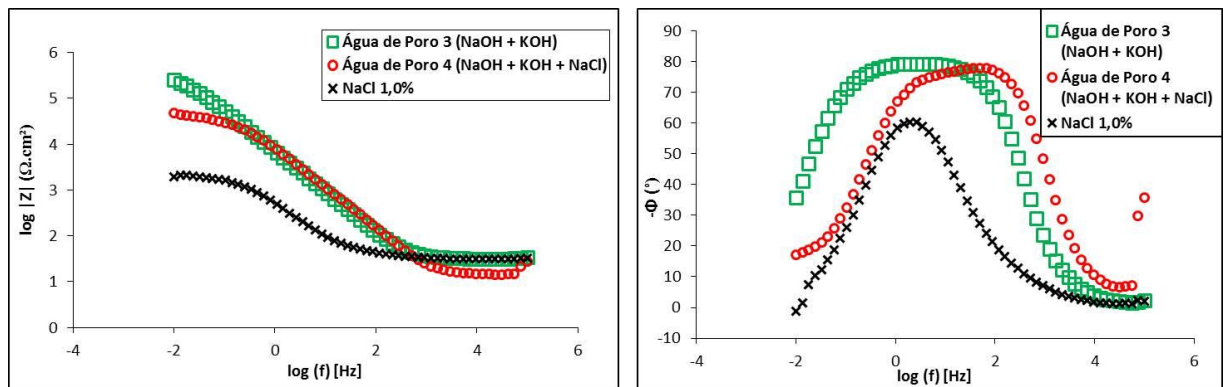 6
5
4
3
2
1
0
-4
-2
0
2
4
6
log |Z| (Ω.cm²)
log (f) [Hz]
Água de Poro 3 (NaOH + KOH)
Água de Poro 4 (NaOH + KOH + NaCl)
NaCl 1,0%
90
80
70
60
50
40
30
20
10
0
-10
-4
-2
0
2
4
6
-Φ (°)
log (f) [Hz]
Água de Poro 3
(NaOH + KOH)
Água de Poro 4
(NaOH + KOH + NaCl)
NaCl 1,0%